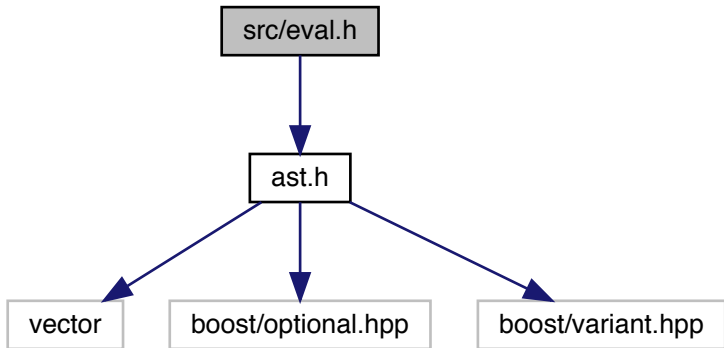 src/eval.h
ast.h
vector
boost/optional.hpp
boost/variant.hpp